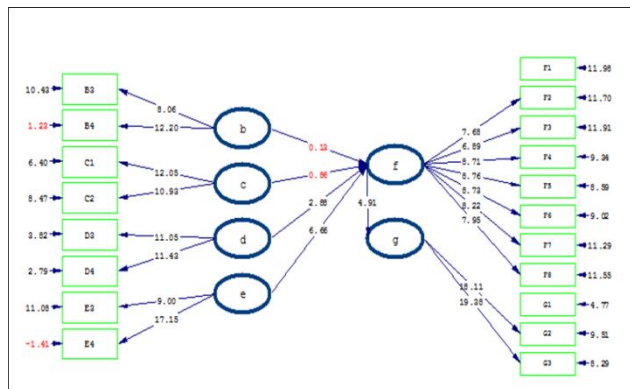 10.43 B3
1.23 B4
6.40 C1
8.47 C2
3.82 D3
2.79 D4
11.08 E3
-1.41 E4
8.06
12.20
12.05
10.93
11.05
11.43
9.00
17.15
b
c
d
e
0.13
0.86
2.88
6.66
f
g
4.91
7.68
6.89
8.71
8.76
8.73
8.22
7.95
18.11
19.38
F1 11.98
F2 11.70
F3 11.91
F4 9.34
F5 8.89
F6 9.02
F7 11.29
F8 11.55
G1 4.77
G2 9.51
G3 8.29